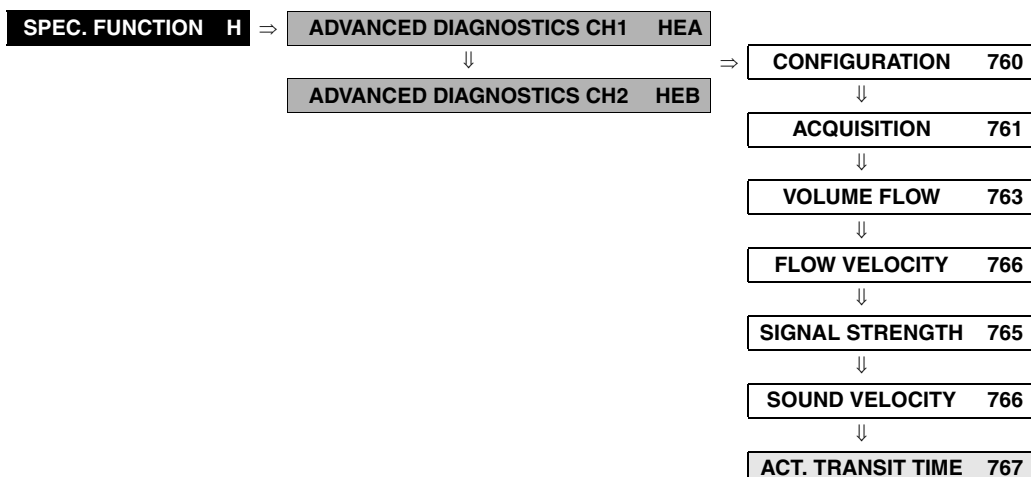 SPEC. FUNCTION H ⇒ ADVANCED DIAGNOSTICS CH1 HEA
⇓
ADVANCED DIAGNOSTICS CH2 HEB
⇒ CONFIGURATION 760
⇓
ACQUISITION 761
⇓
VOLUME FLOW 763
⇓
FLOW VELOCITY 766
⇓
SIGNAL STRENGTH 765
⇓
SOUND VELOCITY 766
⇓
ACT. TRANSIT TIME 767